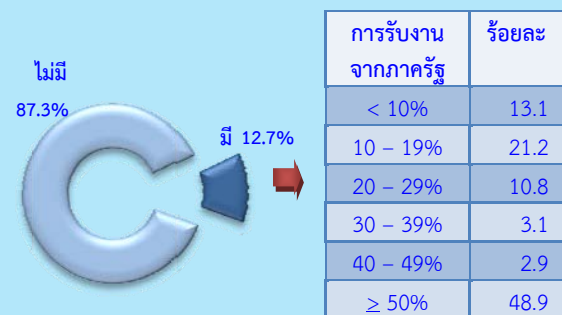 ไม่มี
87.3%
มี 12.7%
การรับงาน
จากภาครัฐ
ร้อยละ
< 10% 13.1
10 – 19% 21.2
20 – 29% 10.8
30 – 39% 3.1
40 – 49% 2.9
≥ 50% 48.9